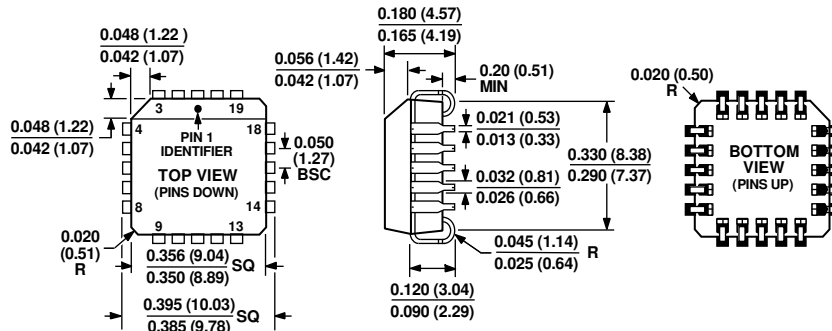 0.048 (1.22 )
0.042 (1.07)
0.048 (1.22)
0.042 (1.07)
3
19
4
18
PIN 1
IDENTIFIER
TOP VIEW
(PINS DOWN)
8
14
9
13
0.050
(1.27)
BSC
0.020
(0.51)
R
0.356 (9.04)
0.350 (8.89)
SQ
0.395 (10.03)
0.385 (9.78)
SQ
0.180 (4.57)
0.165 (4.19)
0.056 (1.42)
0.042 (1.07)
0.20 (0.51)
MIN
0.021 (0.53)
0.013 (0.33)
0.032 (0.81)
0.026 (0.66)
0.330 (8.38)
0.290 (7.37)
0.045 (1.14)
0.025 (0.64)
R
0.120 (3.04)
0.090 (2.29)
0.020 (0.50)
R
BOTTOM
VIEW
(PINS UP)